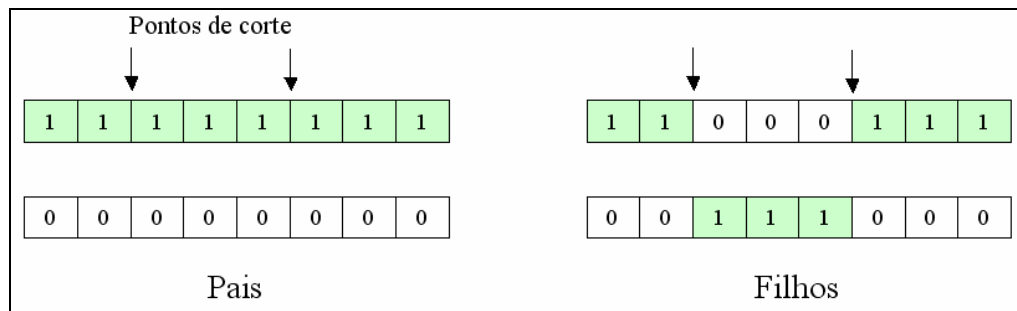 Pontos de corte
1 1 1 1 1 1 1 1
1 1 0 0 0 1 1 1
0 0 0 0 0 0 0 0
0 0 1 1 1 0 0 0
Pais
Filhos